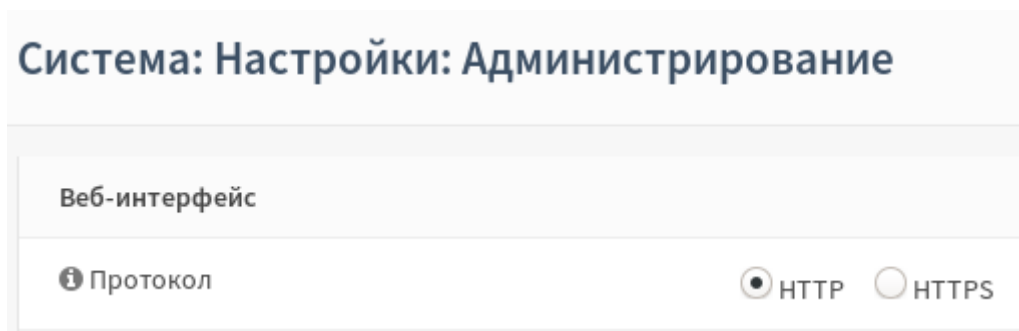 Система: Настройки: Администрирование
Веб-интерфейс
Протокол HTTP HTTPS